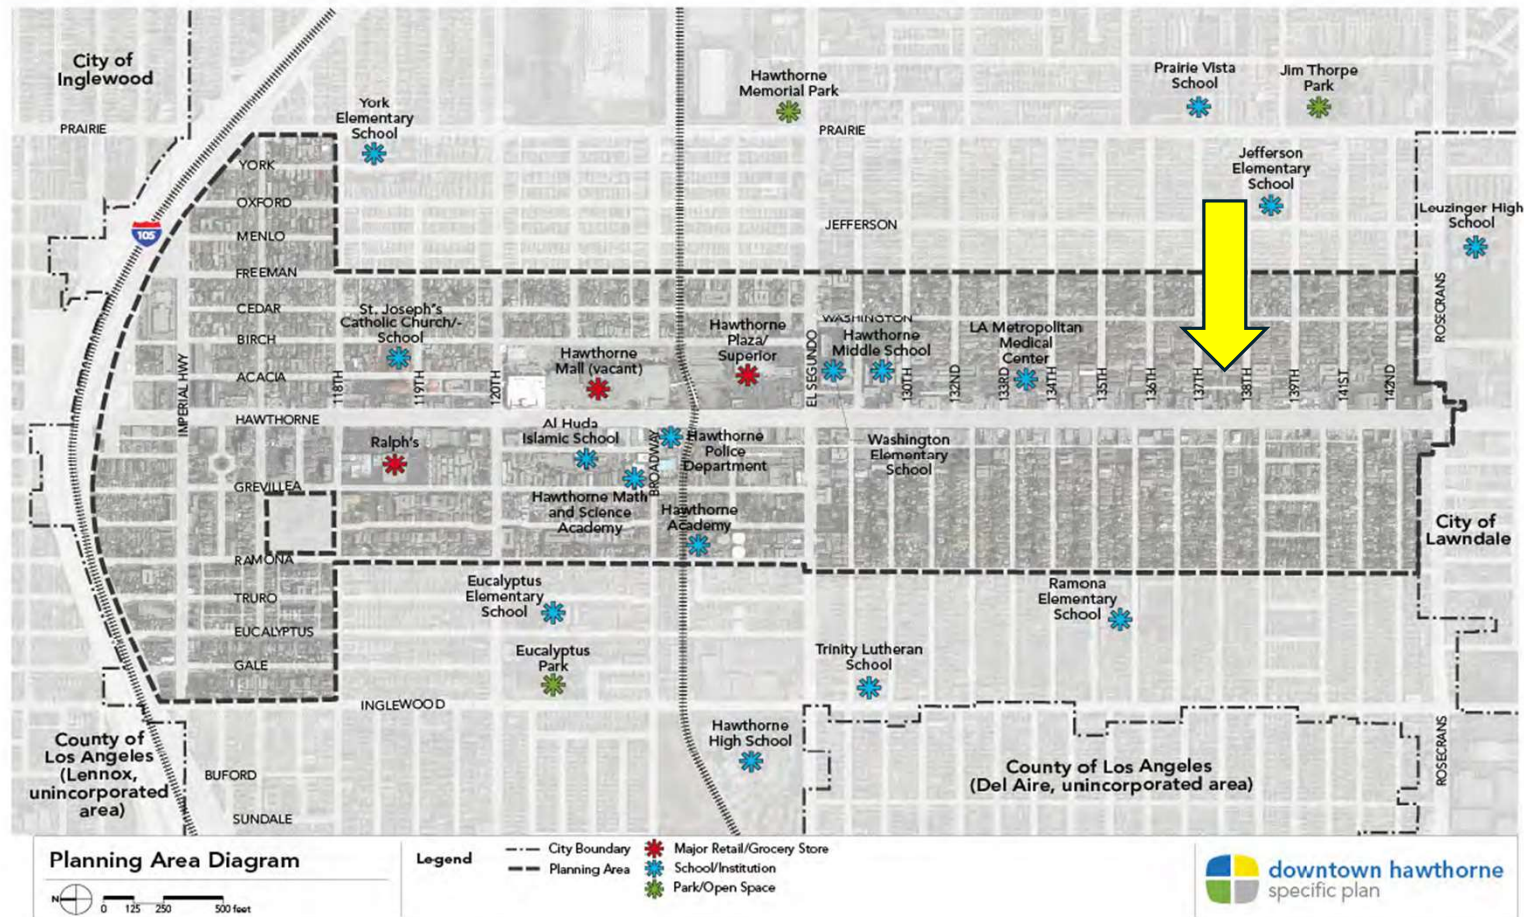 City of
Inglewood
PRAIRIE
York
Elementary
School
Hawthorne
Memorial Park
PRAIRIE
Prairie Vista
School
Jim Thorpe
Park
Jefferson
Elementary
School
Leuzinger High
School
105
YORK
OXFORD
MENLO
FREEMAN
CEDAR
BIRCH
ACACIA
HAWTHORNE
GREVILLEA
RAMONA
TRURO
EUCALYPTUS
GALE
INGLEWOOD
BUFORD
SUNDALE
JEFFERSON
WASHINGTON
IMPERIAL HWY
118TH
119TH
120TH
BROADWAY
EL SEGUNDO
130TH
132ND
133RD
134TH
135TH
136TH
137TH
138TH
139TH
141ST
142ND
ROSECRANS
ROSECRANS
St. Joseph's
Catholic Church/-
School
Hawthorne
Mall (vacant)
Hawthorne
Plaza/
Superior
Hawthorne
Middle School
LA Metropolitan
Medical
Center
Ralph's
Al Huda
Islamic School
Hawthorne
Police
Department
Washington
Elementary
School
Hawthorne Math
and Science
Academy
Hawthorne
Academy
City of
Lawndale
Eucalyptus
Elementary
School
Ramona
Elementary
School
Eucalyptus
Park
Trinity Lutheran
School
Hawthorne
High School
County of
Los Angeles
(Lennox,
unincorporated
area)
County of Los Angeles
(Del Aire, unincorporated area)
Planning Area Diagram
N
0 125 250 500 feet
Legend
City Boundary
Planning Area
Major Retail/Grocery Store
School/Institution
Park/Open Space
downtown hawthorne
specific plan